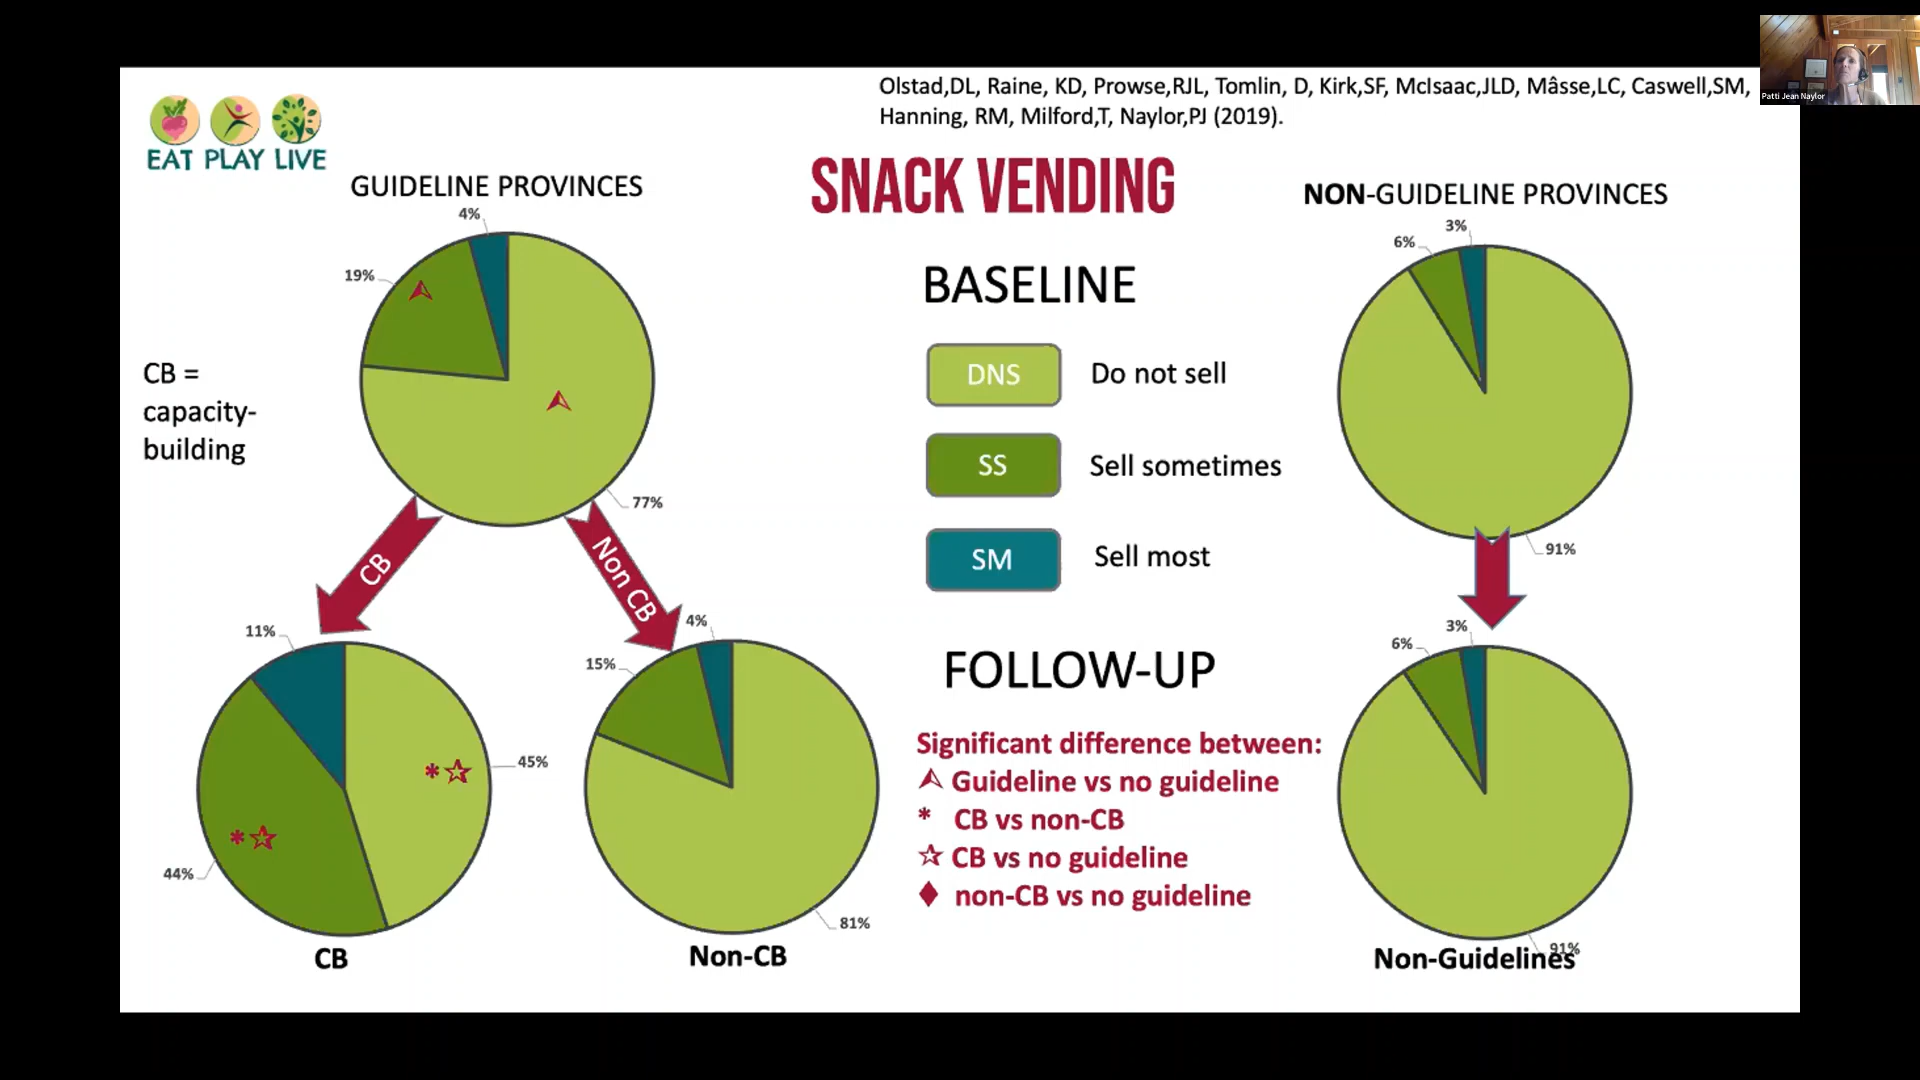 Patti Jean Naylor
Olstad,DL, Raine, KD, Prowse,RJL, Tomlin, D, Kirk,SF, McIsaac,JLD, Mâsse,LC, Caswell,SM,
Hanning, RM, Milford,T, Naylor,PJ (2019).
EAT PLAY LIVE
SNACK VENDING
GUIDELINE PROVINCES
4%
19%
77%
CB =
capacity-
building
CB
Non CB
11%
45%
44%
CB
4%
15%
81%
Non-CB
BASELINE
DNS Do not sell
SS Sell sometimes
SM Sell most
FOLLOW-UP
Significant difference between:
Guideline vs no guideline
* CB vs non-CB
☆ CB vs no guideline
♦ non-CB vs no guideline
NON-GUIDELINE PROVINCES
3%
6%
91%
3%
6%
91%
Non-Guidelines